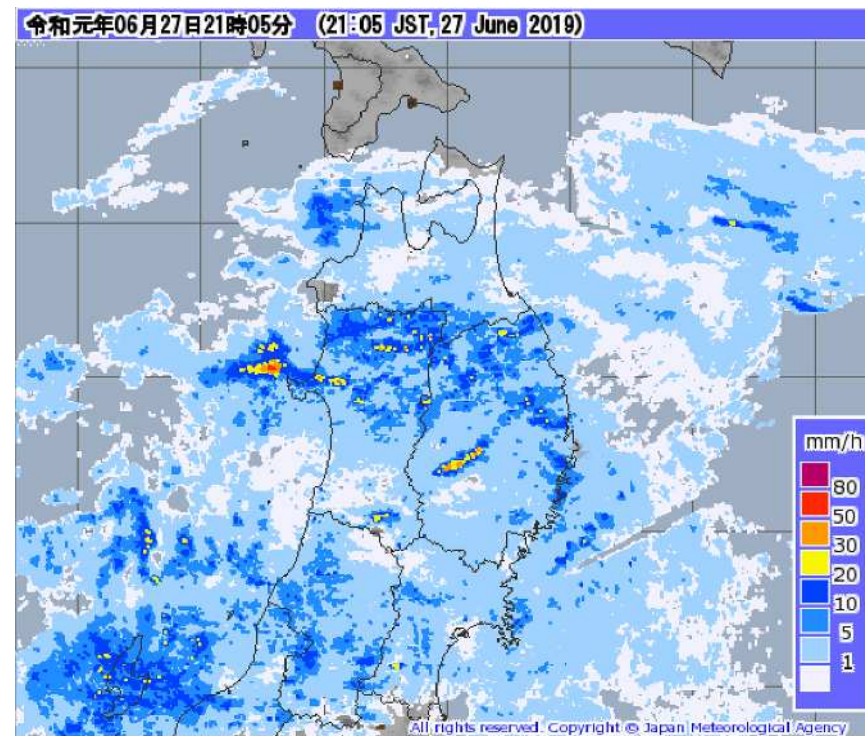 令和元年06月27日21時05分 (21:05 JST, 27 June 2019)
mm/h
80
50
30
20
10
5
1
All rights reserved. Copyright © Japan Meteorological Agency